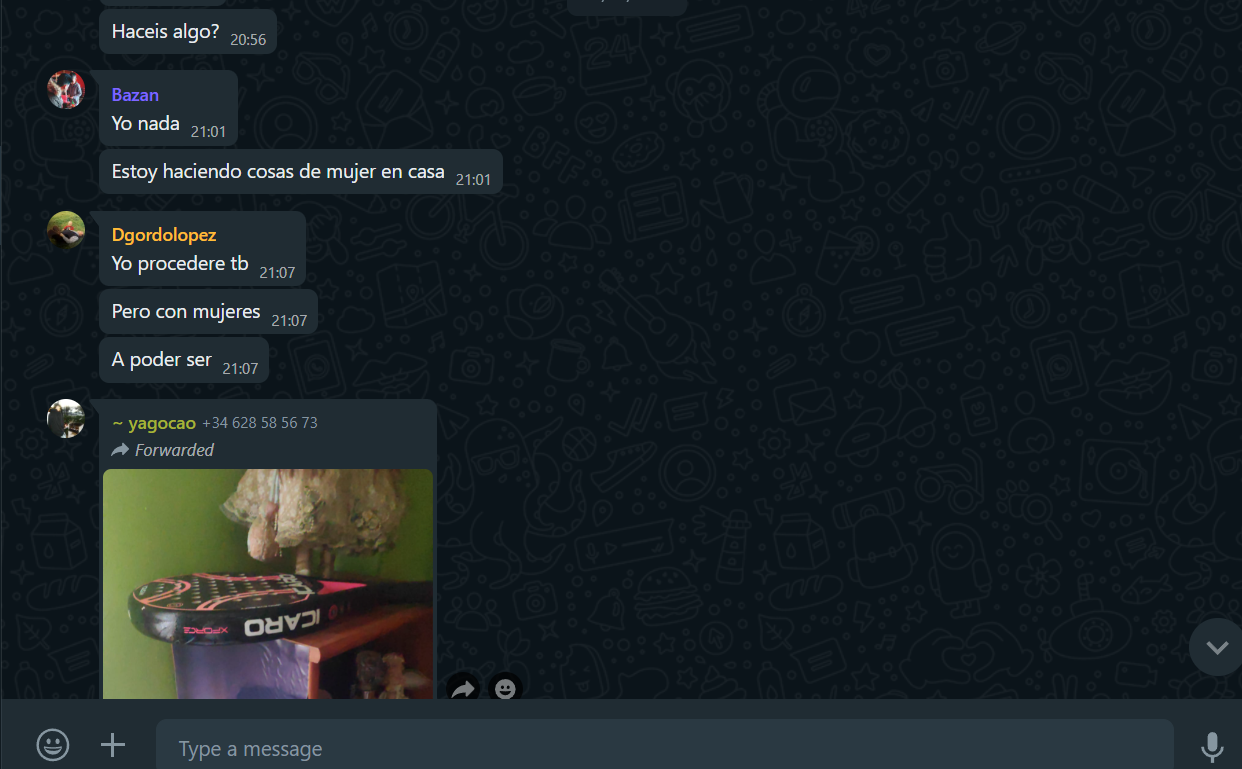 Haceis algo? 20:56
Bazan
Yo nada 21:01
Estoy haciendo cosas de mujer en casa 21:01
Dgordolopez
Yo procedere tb 21:07
Pero con mujeres 21:07
A poder ser 21:07
~ yagocao +34 628 58 56 73
Forwarded
ICARO
XFORCE
Type a message